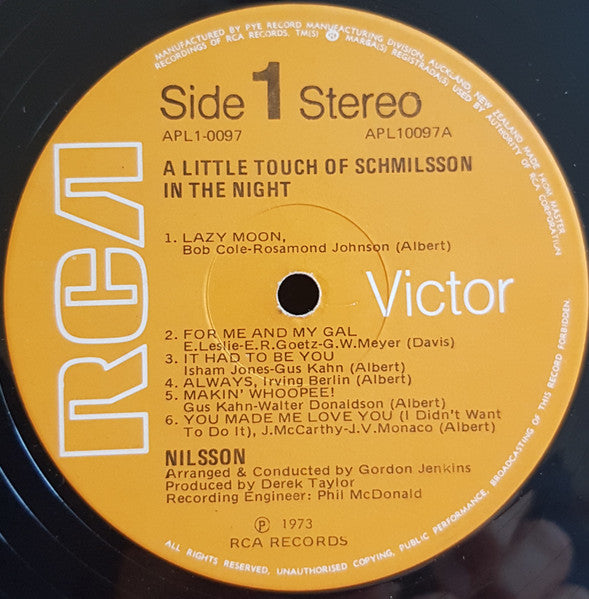 MANUFACTURED BY PYE RECORD MANUFACTURING DIVISION, AUCKLAND, NEW ZEALAND MADE FROM MASTER
RECORDINGS OF RCA RECORDS. TM(S) ® MARCA(S) REGISTRADA(S) USED BY AUTHORITY OF RCA CORPORATION
Side 1 Stereo
APL1-0097 APL10097A
A LITTLE TOUCH OF SCHMILSSON
IN THE NIGHT
RCA
1. LAZY MOON,
Bob Cole-Rosamond Johnson (Albert)
Victor
2. FOR ME AND MY GAL
E.Leslie-E.R.Goetz-G.W.Meyer (Davis)
3. IT HAD TO BE YOU
Isham Jones-Gus Kahn (Albert)
4. ALWAYS, Irving Berlin (Albert)
5. MAKIN' WHOOPEE!
Gus Kahn-Walter Donaldson (Albert)
6. YOU MADE ME LOVE YOU (I Didn't Want
To Do It), J.McCarthy-J.V.Monaco (Albert)
NILSSON
Arranged & Conducted by Gordon Jenkins
Produced by Derek Taylor
Recording Engineer: Phil McDonald
℗ 1973
RCA RECORDS
ALL RIGHTS RESERVED, UNAUTHORISED COPYING, PUBLIC PERFORMANCE, BROADCASTING OF THIS RECORD FORBIDDEN.